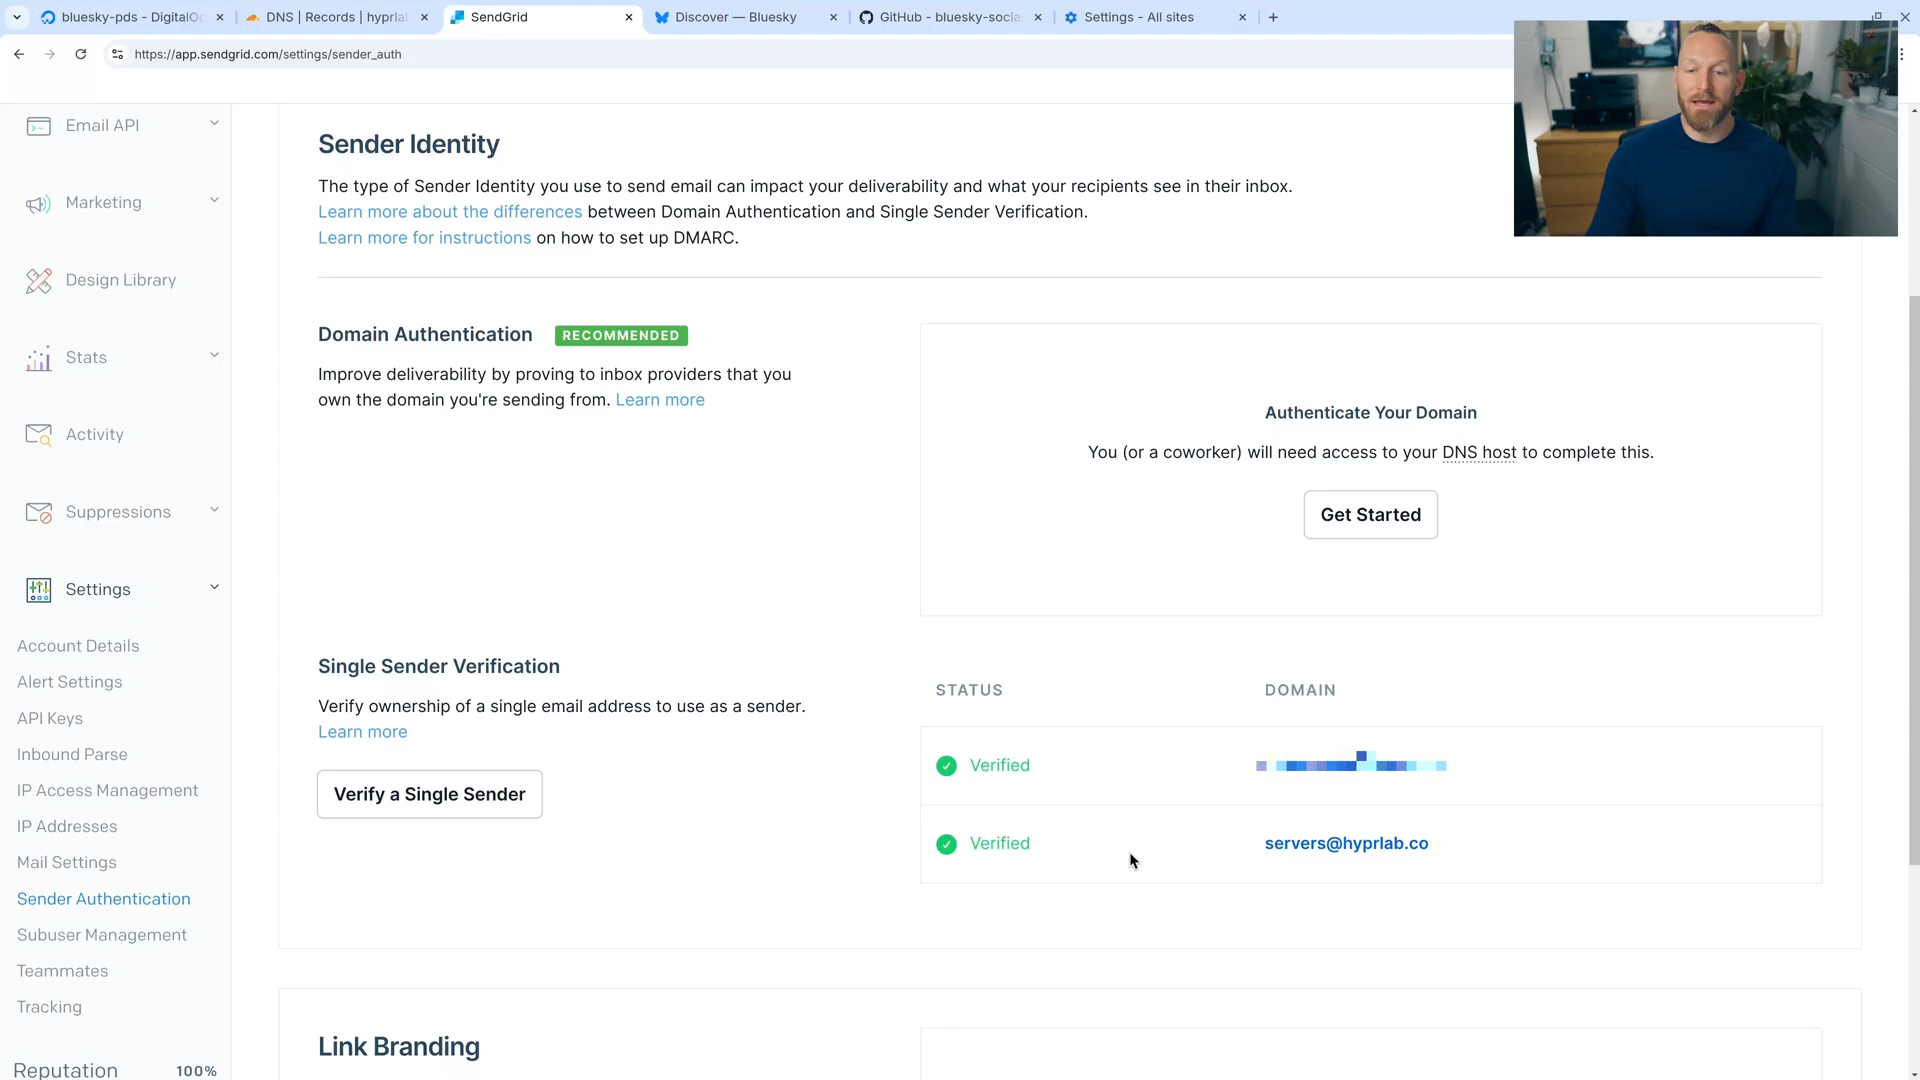 bluesky-pds - DigitalOc
DNS | Records | hyprla
SendGrid
Discover — Bluesky
GitHub - bluesky-socia
Settings - All sites
https://app.sendgrid.com/settings/sender_auth
Email API
Marketing
Design Library
Stats
Activity
Suppressions
Settings
Account Details
Alert Settings
API Keys
Inbound Parse
IP Access Management
IP Addresses
Mail Settings
Sender Authentication
Subuser Management
Teammates
Tracking
Reputation 100%
Sender Identity
The type of Sender Identity you use to send email can impact your deliverability and what your recipients see in their inbox.
Learn more about the differences between Domain Authentication and Single Sender Verification.
Learn more for instructions on how to set up DMARC.
Domain Authentication RECOMMENDED
Improve deliverability by proving to inbox providers that you
own the domain you're sending from. Learn more
Authenticate Your Domain
You (or a coworker) will need access to your DNS host to complete this.
Get Started
Single Sender Verification
Verify ownership of a single email address to use as a sender.
Learn more
Verify a Single Sender
STATUS DOMAIN
Verified
Verified servers@hyprlab.co
Link Branding